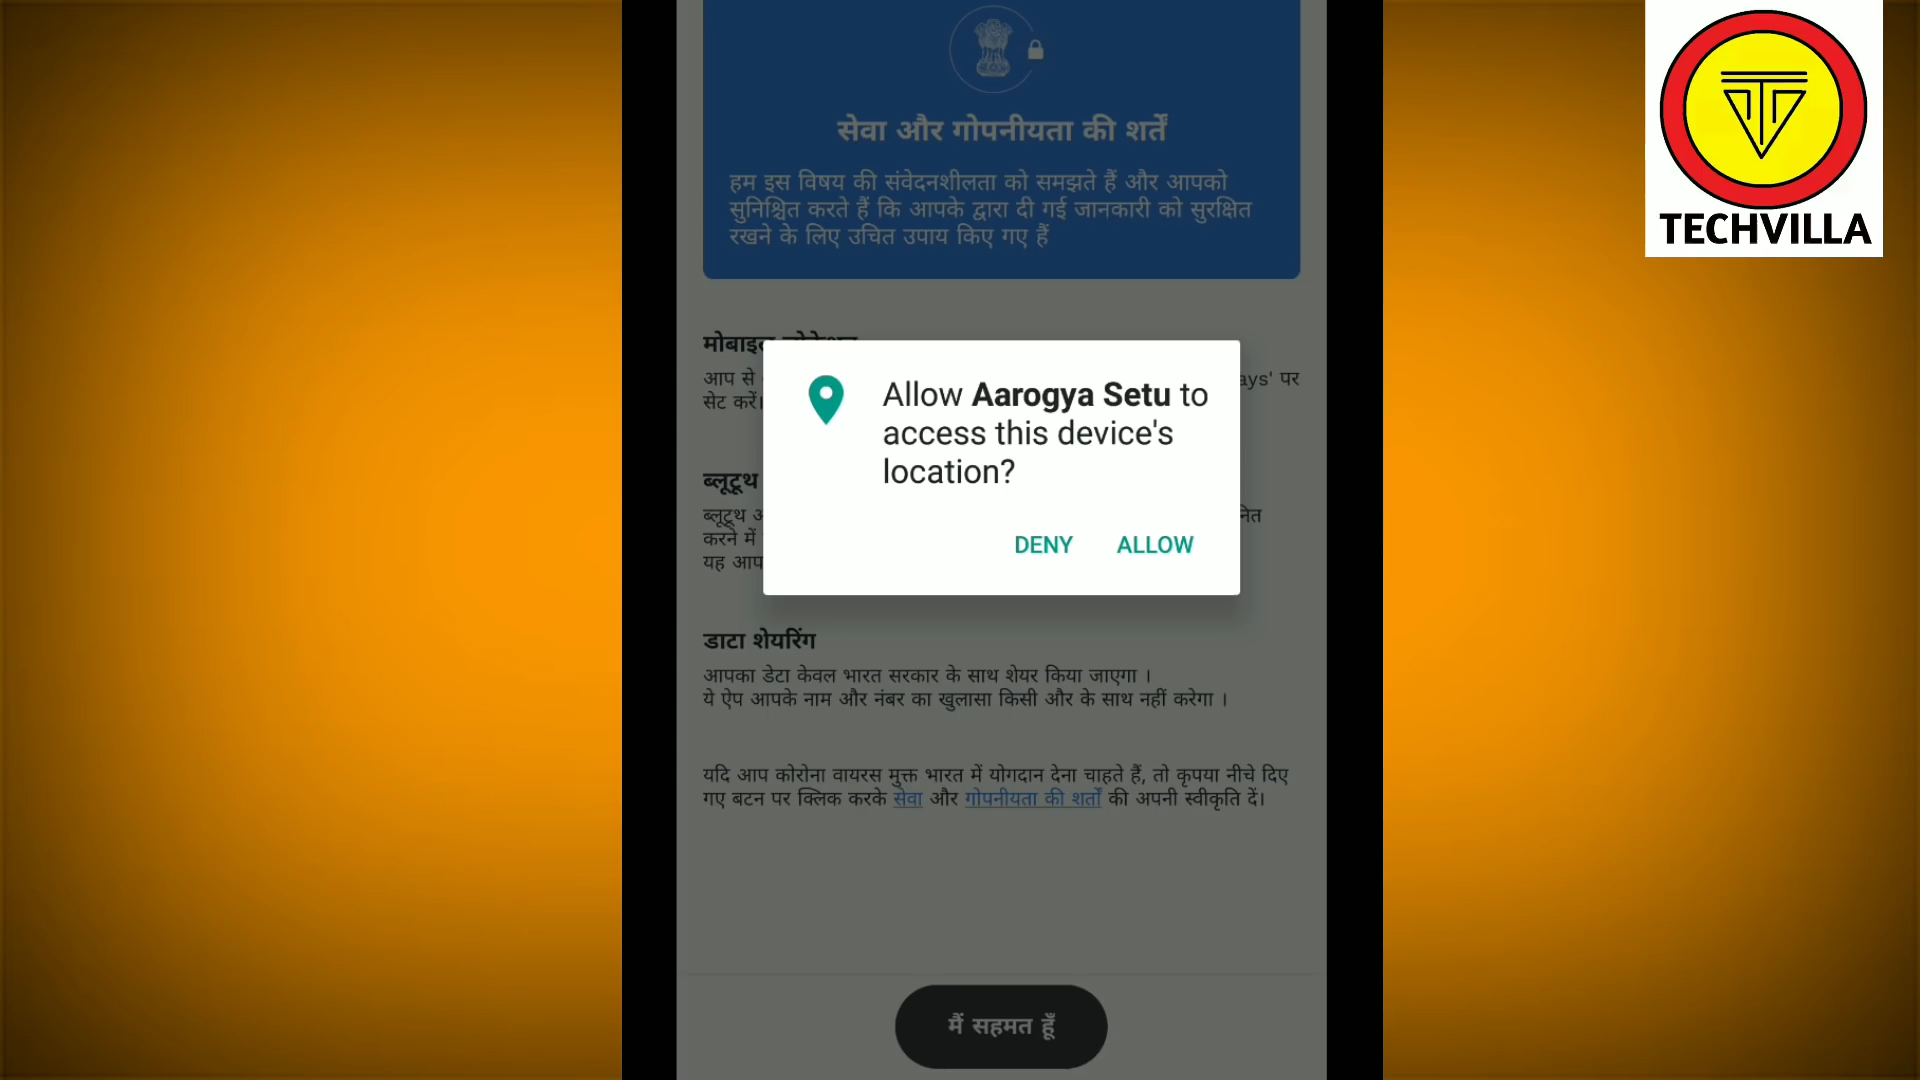 सेवा और गोपनीयता की शर्तें
हम इस विषय की संवेदनशीलता को समझते हैं और आपको
सुनिश्चित करते हैं कि आपके द्वारा दी गई जानकारी को सुरक्षित
रखने के लिए उचित उपाय किए गए हैं
TECHVILLA
आप से ays' पर
सेट करें।
Allow Aarogya Setu to
access this device's
location?
DENY ALLOW
ब्लूटूथ
ब्लूटूथ
करने में
यह आप
डाटा शेयरिंग
आपका डेटा केवल भारत सरकार के साथ शेयर किया जाएगा ।
ये ऐप आपके नाम और नंबर का खुलासा किसी और के साथ नहीं करेगा ।
यदि आप कोरोना वायरस मुक्त भारत में योगदान देना चाहते हैं, तो कृपया नीचे दिए
गए बटन पर क्लिक करके सेवा और गोपनीयता की शर्तों की अपनी स्वीकृति दें।
मैं सहमत हूँ